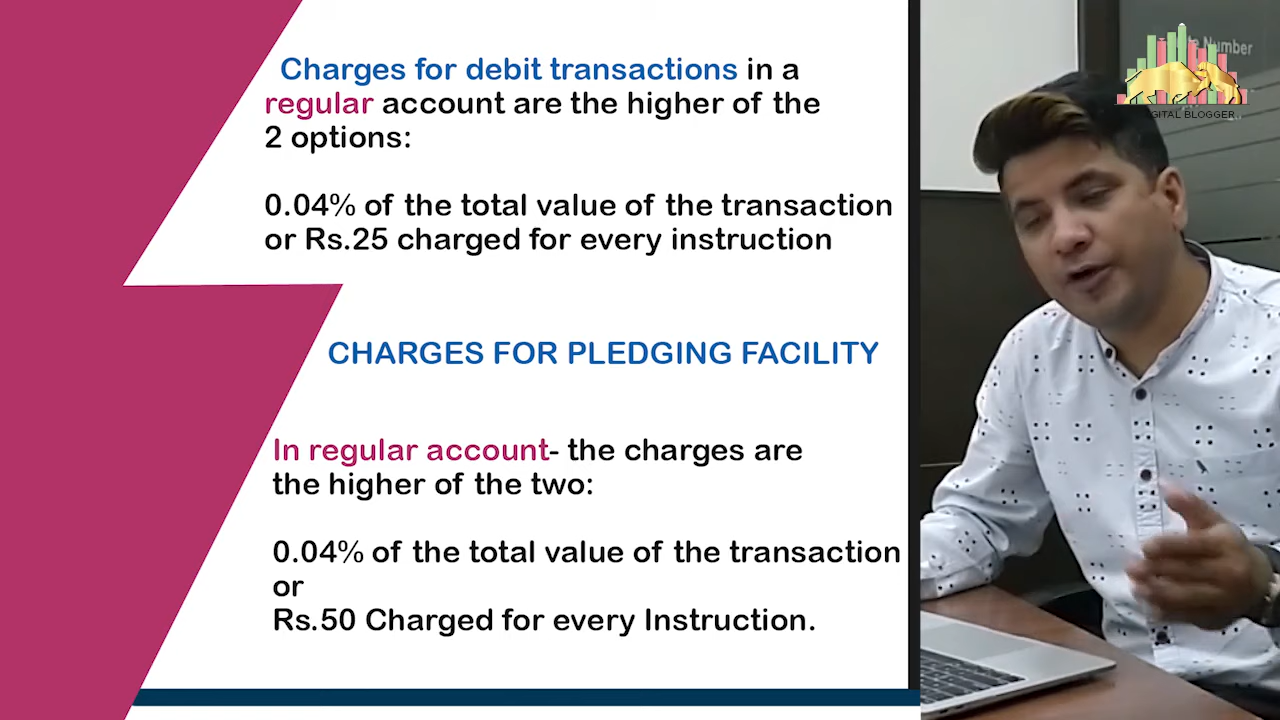 Charges for debit transactions in a
regular account are the higher of the
2 options:
0.04% of the total value of the transaction
or Rs.25 charged for every instruction
CHARGES FOR PLEDGING FACILITY
In regular account- the charges are
the higher of the two:
0.04% of the total value of the transaction
or
Rs.50 Charged for every Instruction.
Number
GITAL BLOGGER